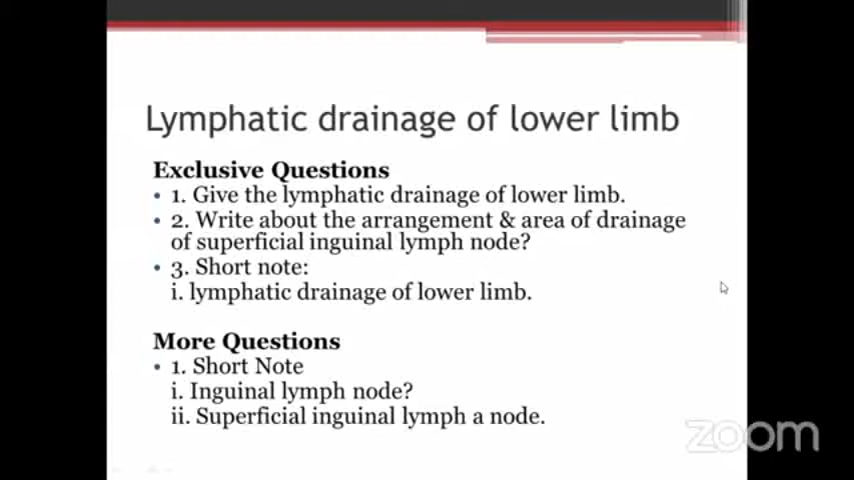 Lymphatic drainage of lower limb
Exclusive Questions
• 1. Give the lymphatic drainage of lower limb.
• 2. Write about the arrangement & area of drainage
of superficial inguinal lymph node?
• 3. Short note:
i. lymphatic drainage of lower limb.
More Questions
• 1. Short Note
i. Inguinal lymph node?
ii. Superficial inguinal lymph a node.
zoom